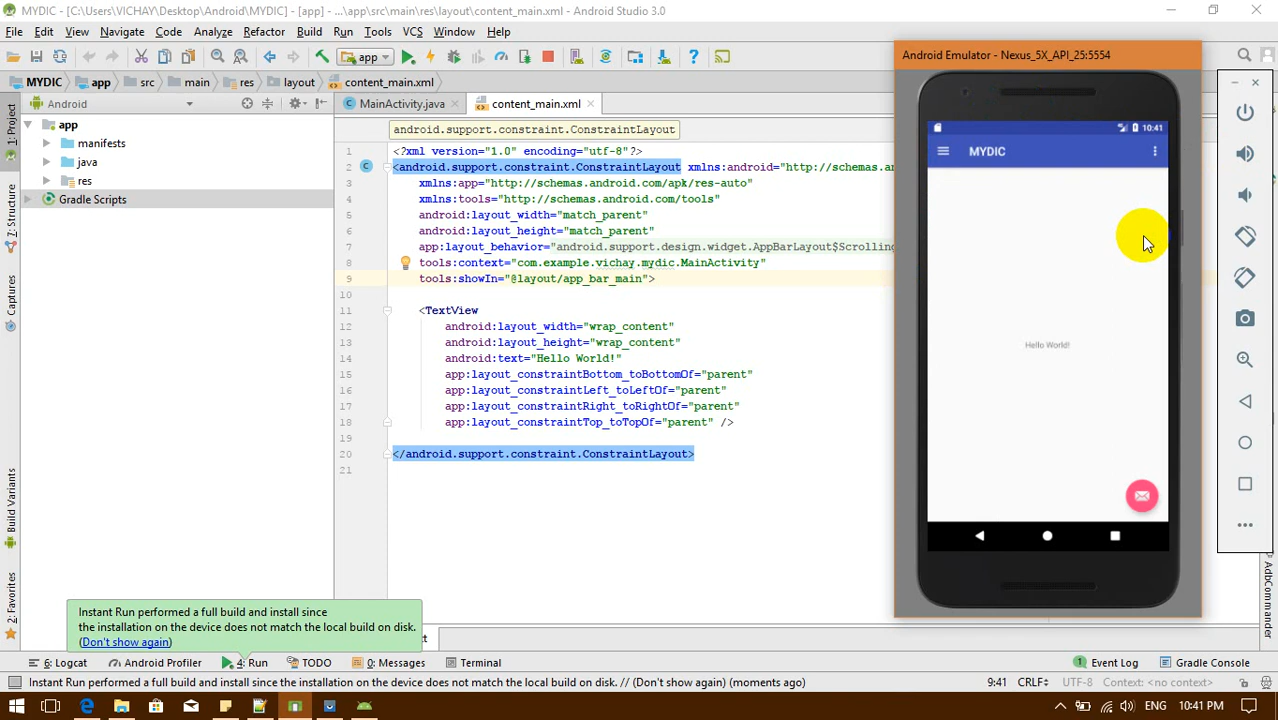 MYDIC - [C:\Users\VICHAY\Desktop\Android\MYDIC] - [app] - ...\app\src\main\res\layout\content_main.xml - Android Studio 3.0
File Edit View Navigate Code Analyze Refactor Build Run Tools VCS Window Help
app
MYDIC app src main res layout content_main.xml
Android
MainActivity.java content_main.xml
1: Project
Z: Structure
Captures
Build Variants
2: Favorites
app
manifests
java
res
Gradle Scripts
android.support.constraint.ConstraintLayout
1 <?xml version="1.0" encoding="utf-8"?>
2 <android.support.constraint.ConstraintLayout xmlns:android="http://schemas.an
3 xmlns:app="http://schemas.android.com/apk/res-auto"
4 xmlns:tools="http://schemas.android.com/tools"
5 android:layout_width="match_parent"
6 android:layout_height="match_parent"
7 app:layout_behavior="android.support.design.widget.AppBarLayout$Scrolling
8 tools:context="com.example.vichay.mydic.MainActivity"
9 tools:showIn="@layout/app_bar_main">
10
11 <TextView
12 android:layout_width="wrap_content"
13 android:layout_height="wrap_content"
14 android:text="Hello World!"
15 app:layout_constraintBottom_toBottomOf="parent"
16 app:layout_constraintLeft_toLeftOf="parent"
17 app:layout_constraintRight_toRightOf="parent"
18 app:layout_constraintTop_toTopOf="parent" />
19
20 </android.support.constraint.ConstraintLayout>
21
Android Emulator - Nexus_5X_API_25:5554
10:41
MYDIC
Hello World!
AdbCommander
Instant Run performed a full build and install since
the installation on the device does not match the local build on disk.
(Don't show again)
6: Logcat Android Profiler 4: Run TODO 0: Messages Terminal Event Log Gradle Console
Instant Run performed a full build and install since the installation on the device does not match the local build on disk. // (Don't show again) (moments ago) 9:41 CRLF÷ UTF-8 Context: <no context>
ENG 10:41 PM